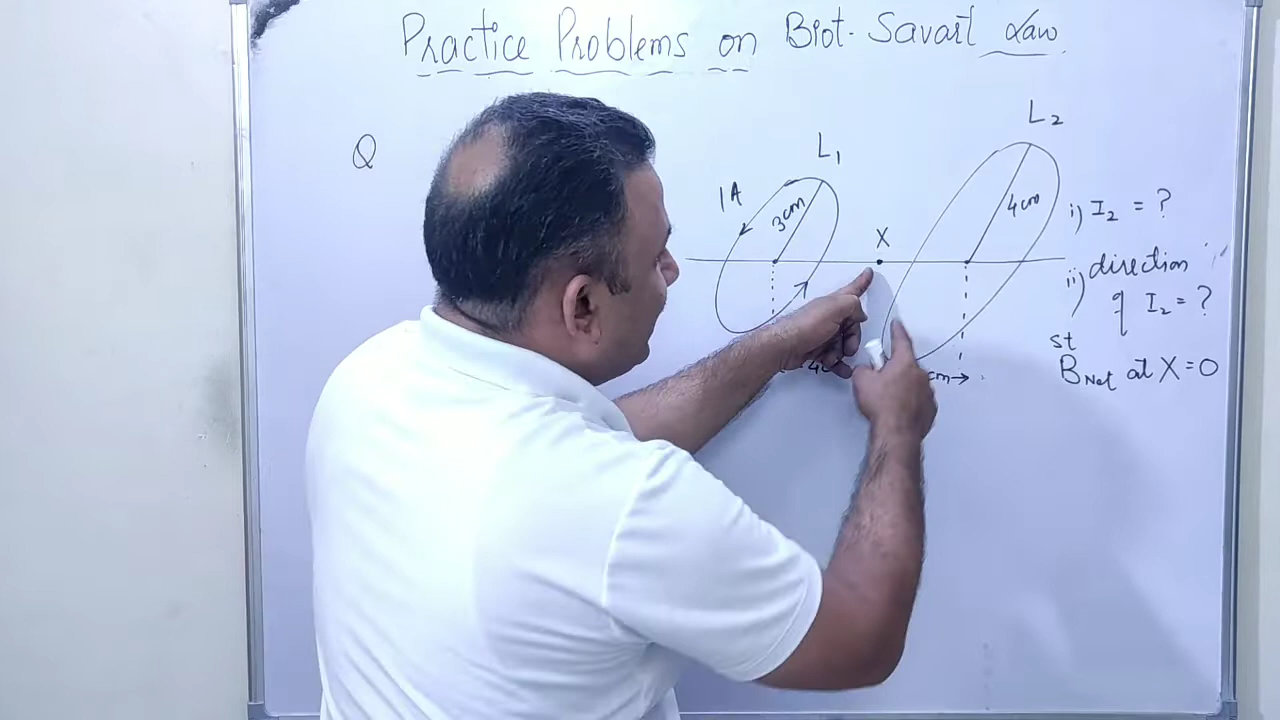 Practice Problems on Biot-Savart Law
Q
L1
L2
1A
3cm
4cm
X
i) I2 = ?
ii) direction
of I2 = ?
st
BNet at X = 0
cm→